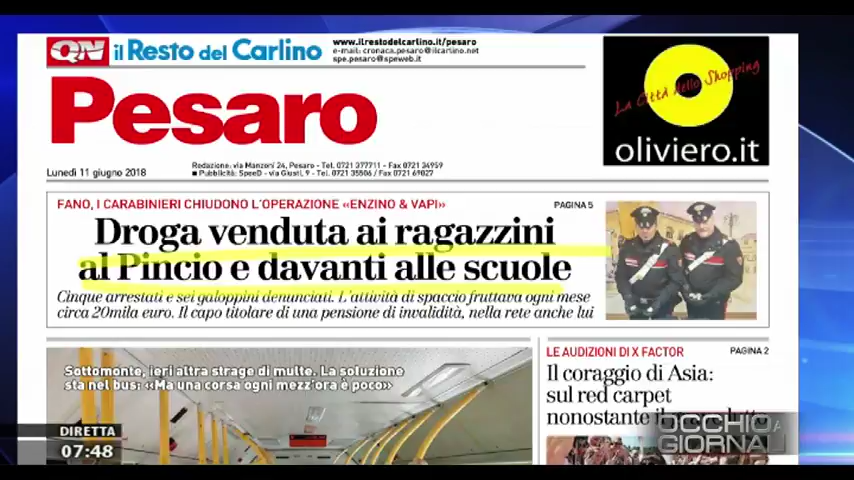 QN il Resto del Carlino
www.ilrestodelcarlino.it/pesaro
e-mail: cronaca.pesaro@ilcarlino.net
spe.pesaro@speweb.it
Pesaro
Lunedì 11 giugno 2018
Redazione: via Manzoni 24, Pesaro - Tel. 0721 377711 - Fax 0721 34959
■ Pubblicità: SpeeD - via Giusti, 9 - Tel. 0721 35806 / Fax 0721 69027
La Città dello Shopping
oliviero.it
FANO, I CARABINIERI CHIUDONO L'OPERAZIONE «ENZINO & VAPI»
PAGINA 5
Droga venduta ai ragazzini
al Pincio e davanti alle scuole
Cinque arrestati e sei galoppini denunciati. L'attività di spaccio fruttava ogni mese
circa 20mila euro. Il capo titolare di una pensione di invalidità, nella rete anche lui
Sottomonte, ieri altra strage di multe. La soluzione
sta nel bus: «Ma una corsa ogni mezz'ora è poco»
LE AUDIZIONI DI X FACTOR
PAGINA 2
Il coraggio di Asia:
sul red carpet
nonostante il
DIRETTA
07:48
OCCHIO AI
GIORNALI